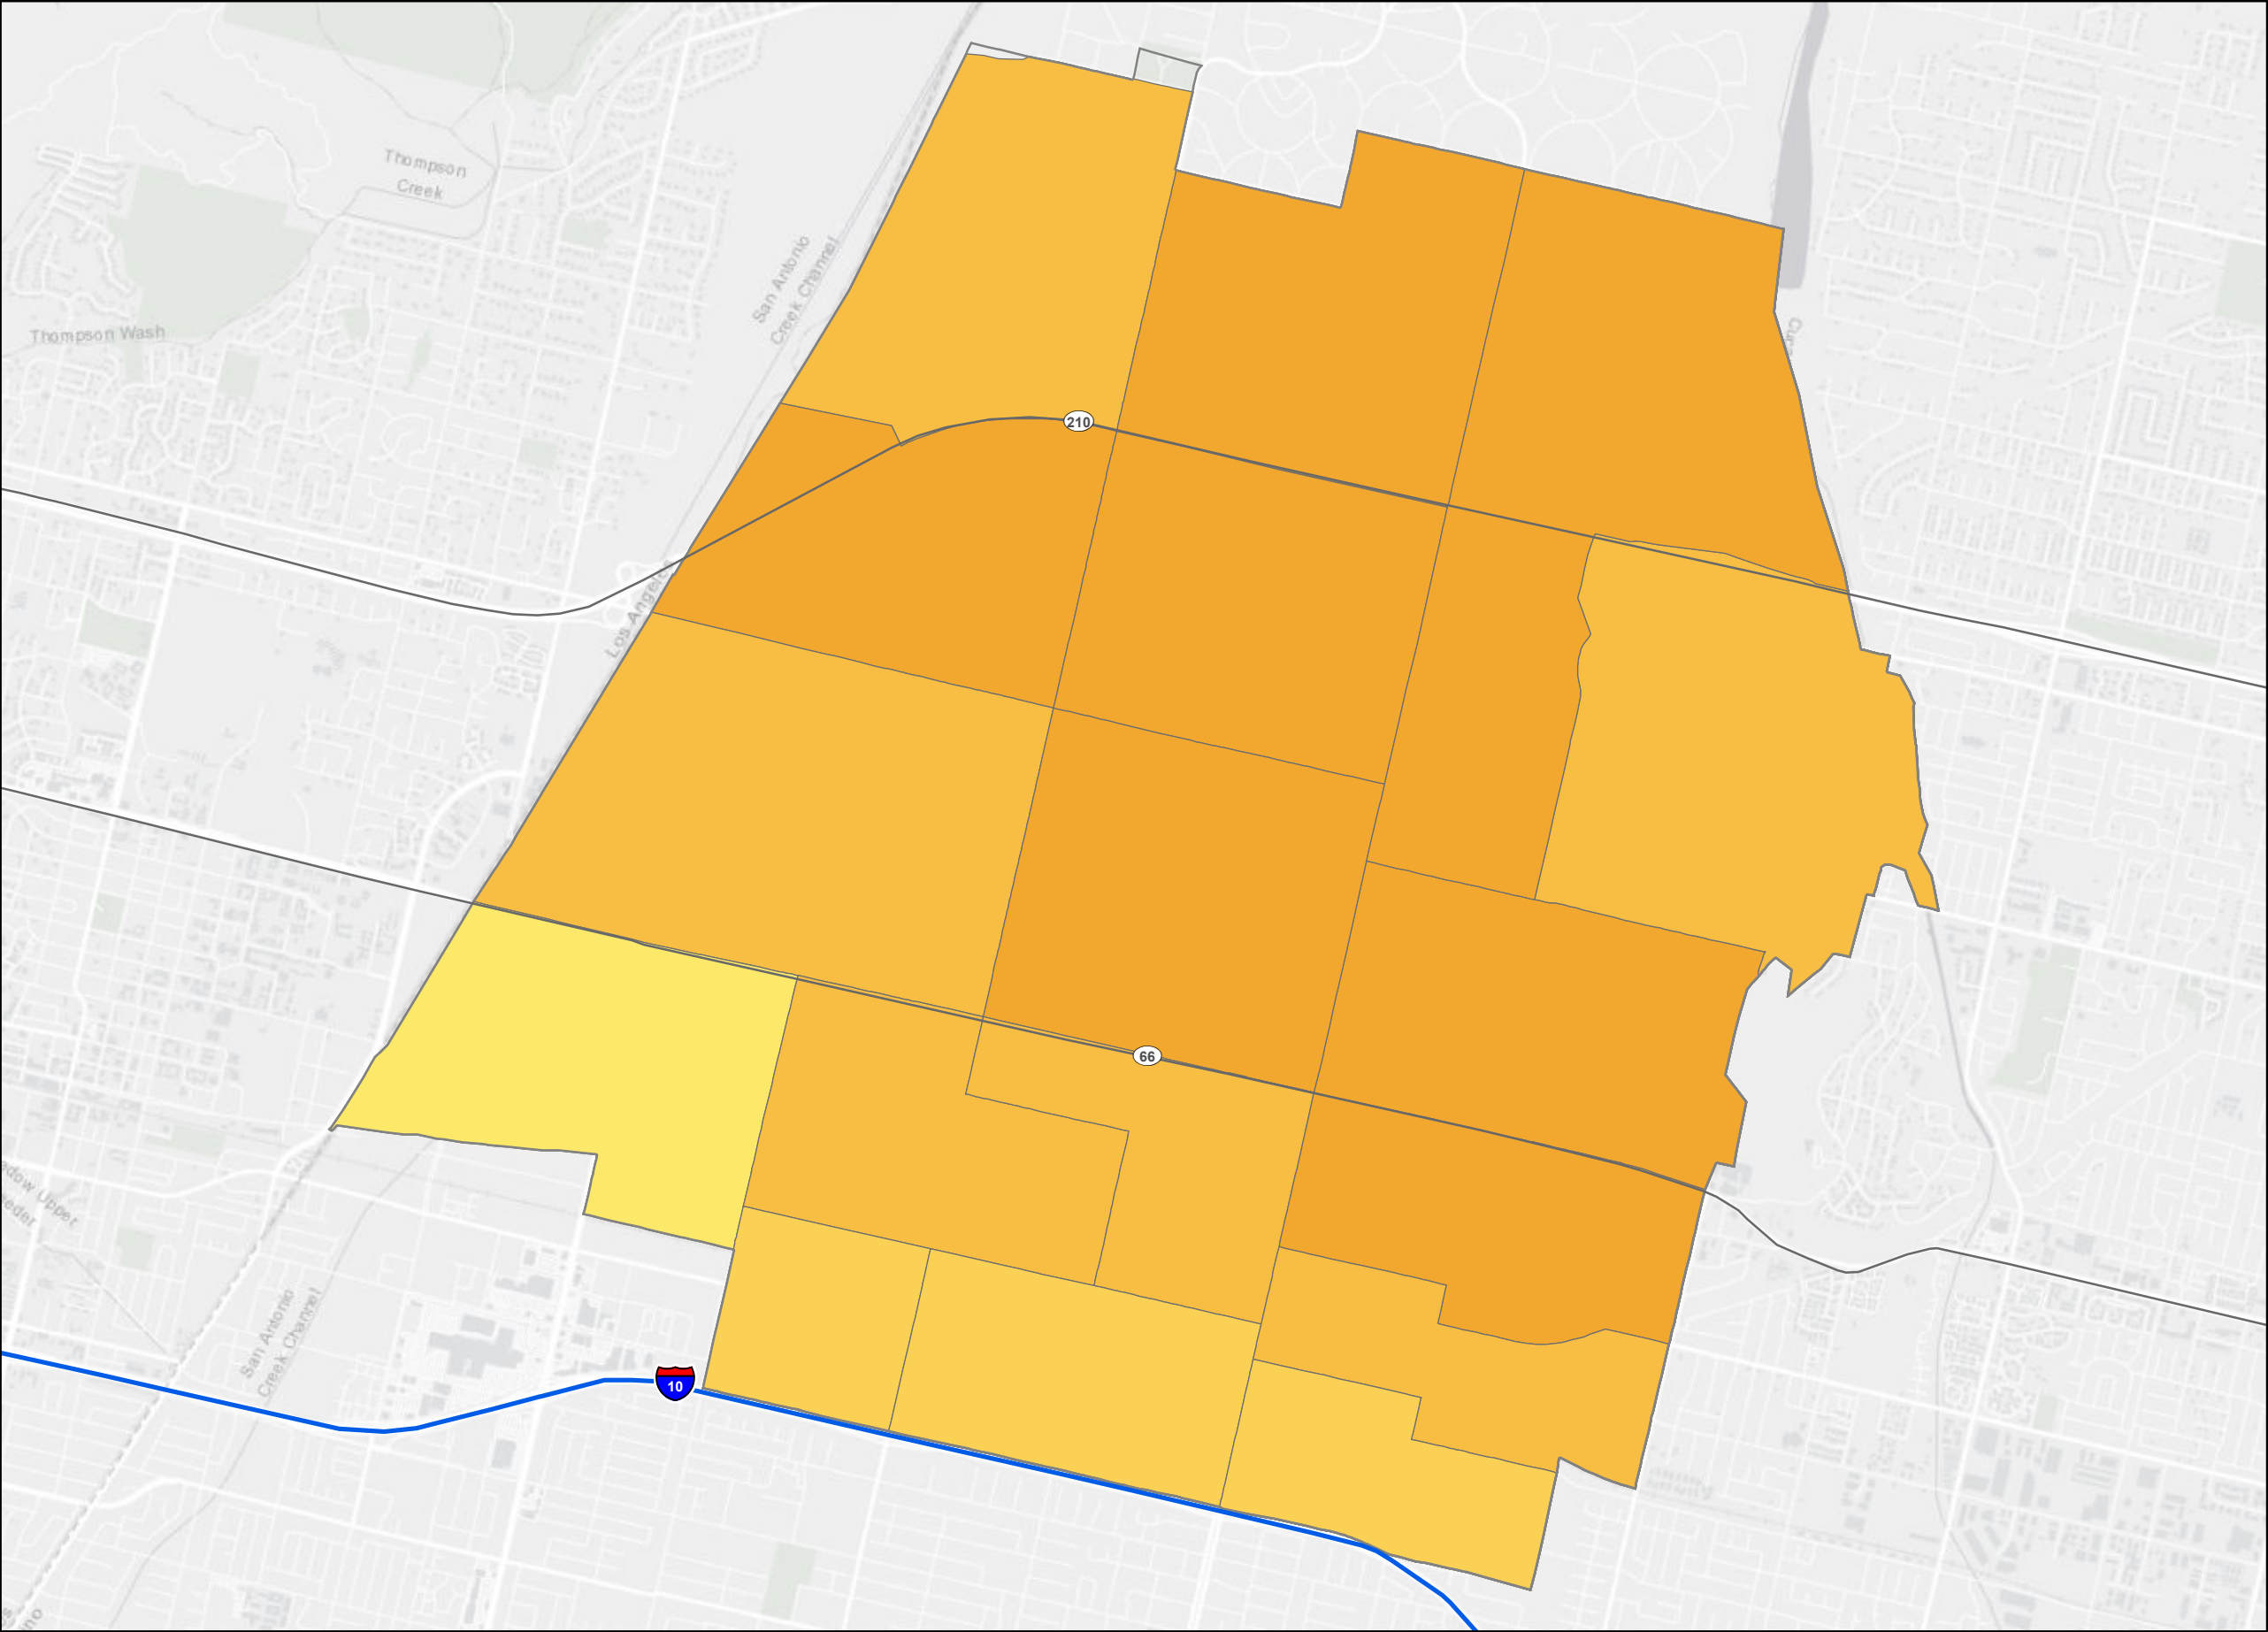 Thompson
Creek
San Antonio
Creek Channel
Thompson Wash
210
Los Angeles
66
San Antonio
Creek Channel
10